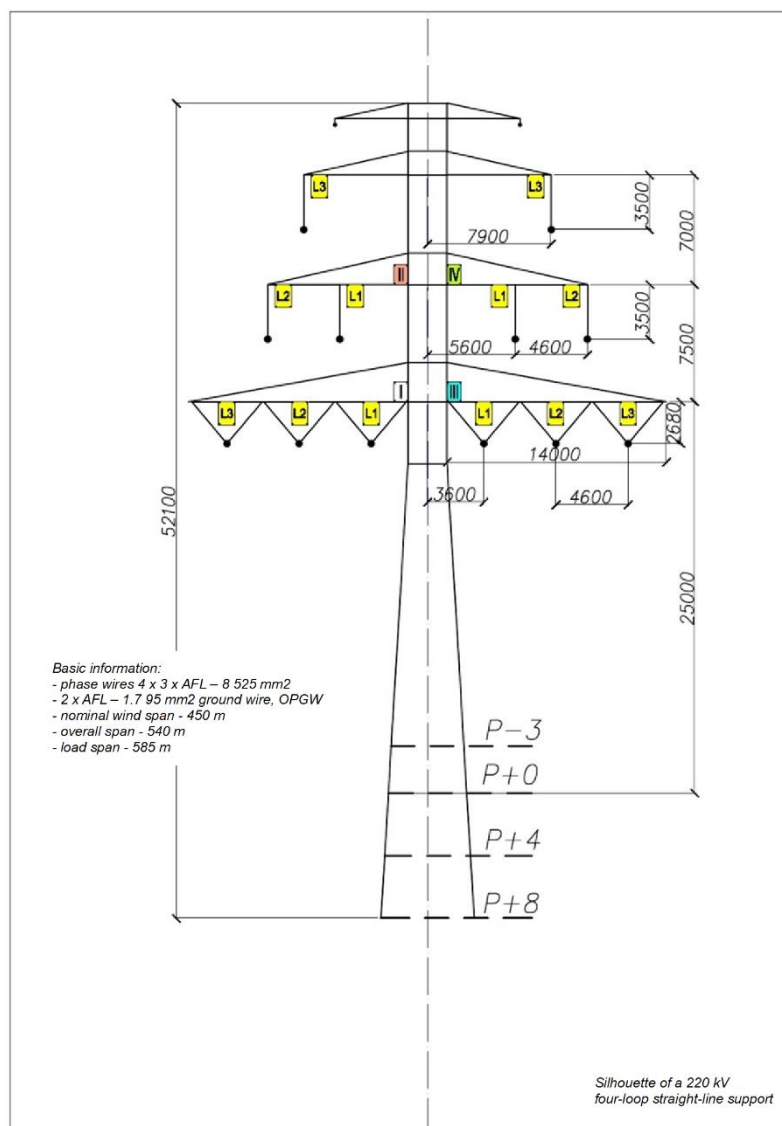 L3 L3
3500
7000
7900
II IV
L2 L1 L1 L2
3500
7500
5600 4600
I III
L3 L2 L1 L1 L2 L3
2680
14000
3600 4600
52100
25000
Basic information:
- phase wires 4 x 3 x AFL – 8 525 mm2
- 2 x AFL – 1.7 95 mm2 ground wire, OPGW
- nominal wind span - 450 m
- overall span - 540 m
- load span - 585 m
P-3
P+0
P+4
P+8
Silhouette of a 220 kV
four-loop straight-line support